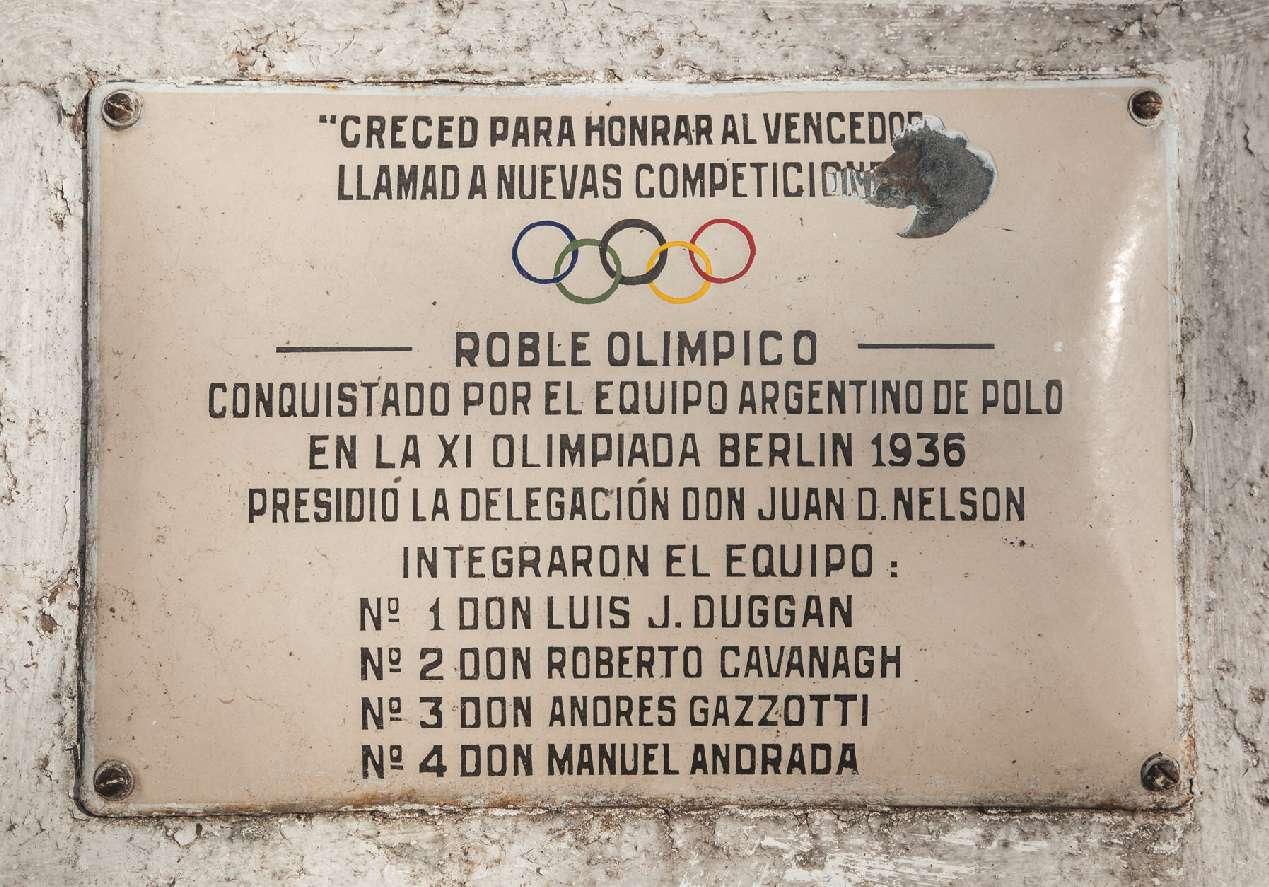 "CRECED PARA HONRAR AL VENCEDOR
LLAMAD A NUEVAS COMPETICIONE
ROBLE OLIMPICO
CONQUISTADO POR EL EQUIPO ARGENTINO DE POLO
EN LA XI OLIMPIADA BERLIN 1936
PRESIDIÓ LA DELEGACIÓN DON JUAN D. NELSON
INTEGRARON EL EQUIPO :
Nº 1 DON LUIS J. DUGGAN
Nº 2 DON ROBERTO CAVANAGH
Nº 3 DON ANDRES GAZZOTTI
Nº 4 DON MANUEL ANDRADA